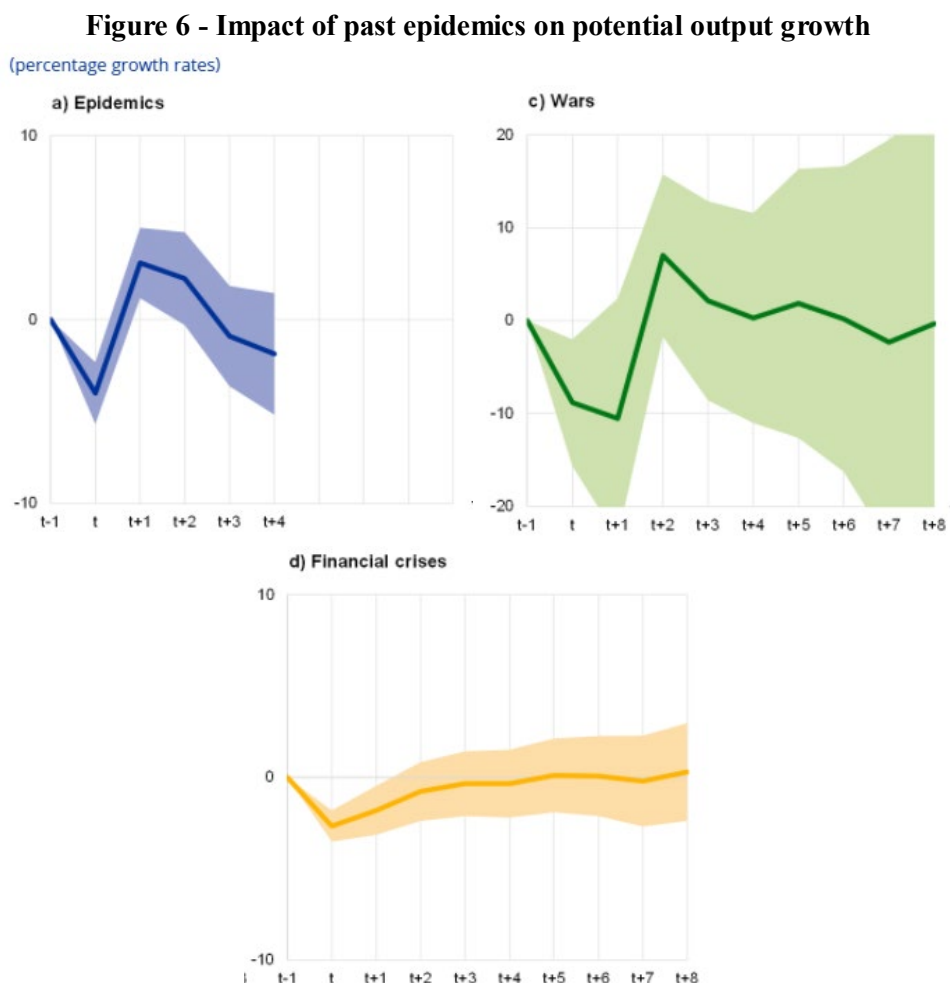 Figure 6 - Impact of past epidemics on potential output growth
(percentage growth rates)
a) Epidemics
10
0
-10
t-1 t t+1 t+2 t+3 t+4
c) Wars
20
10
0
-10
-20
t-1 t t+1 t+2 t+3 t+4 t+5 t+6 t+7 t+8
d) Financial crises
10
0
-10
t-1 t t+1 t+2 t+3 t+4 t+5 t+6 t+7 t+8